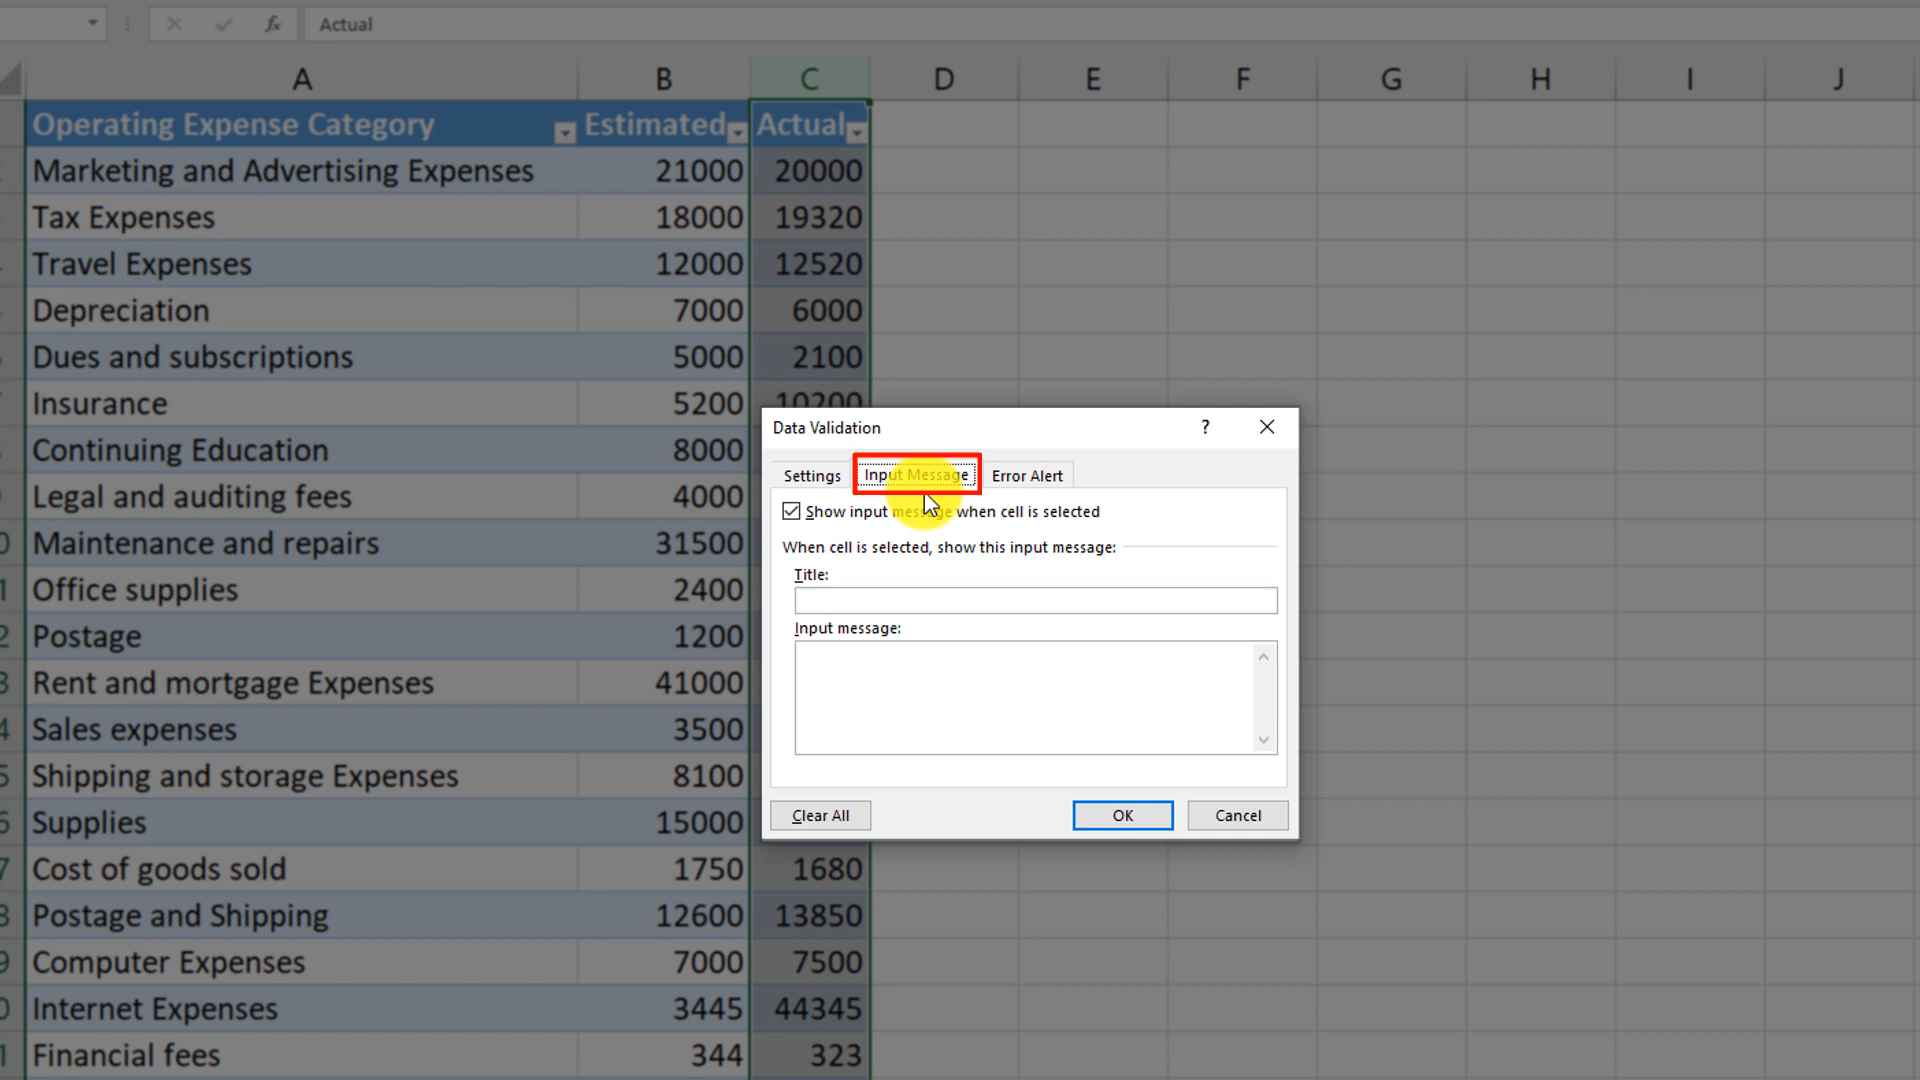 Actual
A B C D E F G H I J
Operating Expense Category Estimated Actual
Marketing and Advertising Expenses 21000 20000
Tax Expenses 18000 19320
Travel Expenses 12000 12520
Depreciation 7000 6000
Dues and subscriptions 5000 2100
Insurance 5200 10200
Continuing Education 8000
Legal and auditing fees 4000
Maintenance and repairs 31500
Office supplies 2400
Postage 1200
Rent and mortgage Expenses 41000
Sales expenses 3500
Shipping and storage Expenses 8100
Supplies 15000
Cost of goods sold 1750 1680
Postage and Shipping 12600 13850
Computer Expenses 7000 7500
Internet Expenses 3445 44345
Financial fees 344 323
Data Validation ?
Settings Input Message Error Alert
Show input message when cell is selected
When cell is selected, show this input message:
Title:
Input message:
Clear All OK Cancel